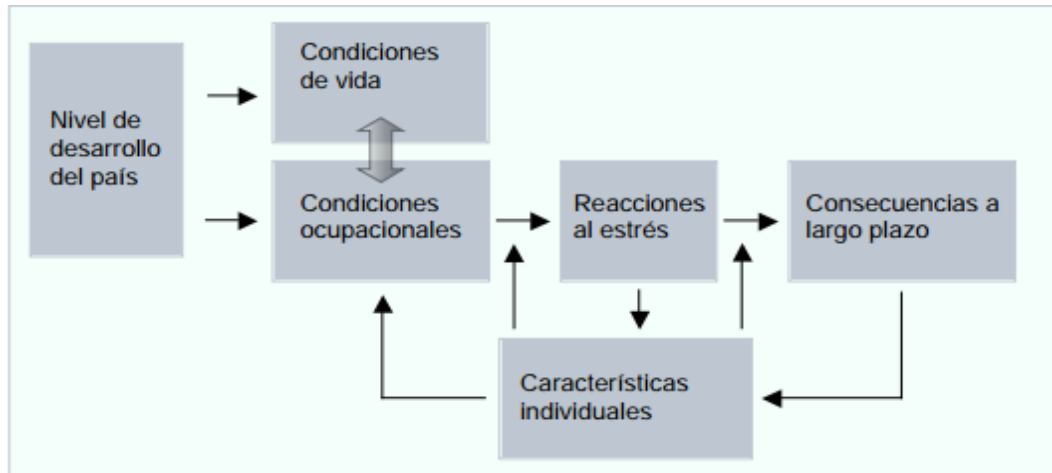 Condiciones
de vida
Nivel de
desarrollo
del país
Condiciones
ocupacionales
Reacciones
al estrés
Consecuencias a
largo plazo
Características
individuales